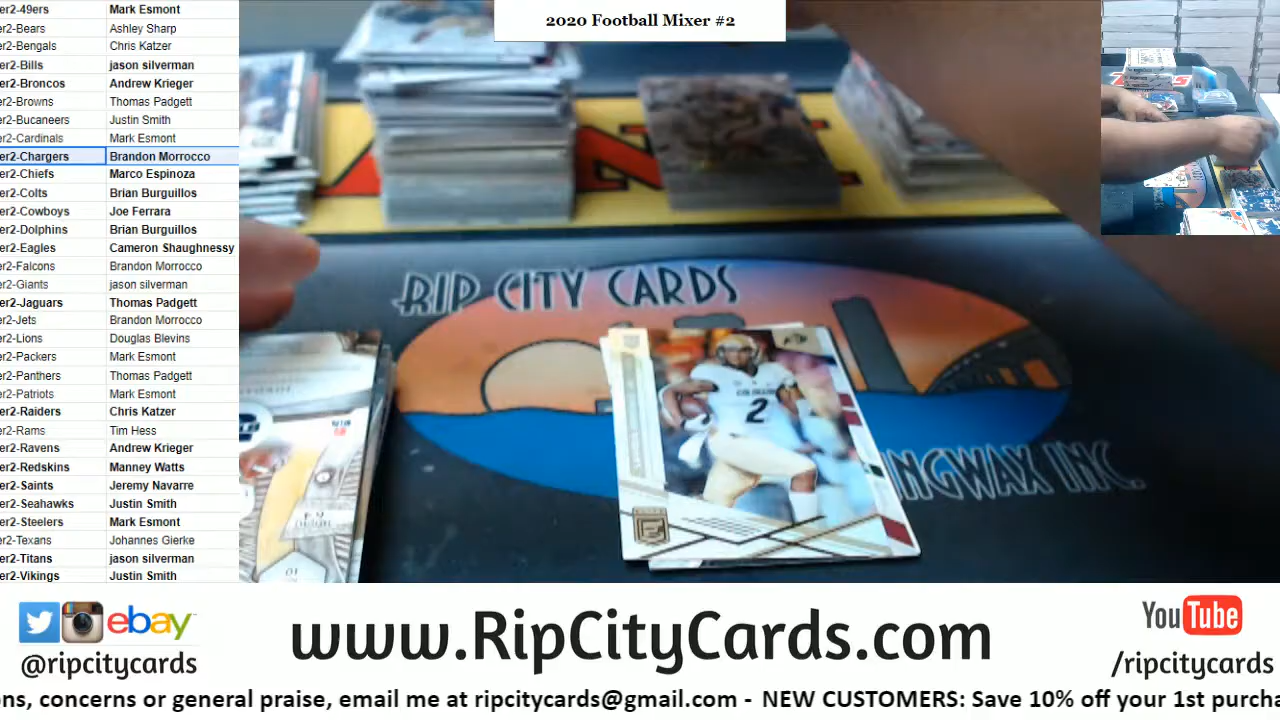 2020 Football Mixer #2
er2-49ers Mark Esmont
er2-Bears Ashley Sharp
er2-Bengals Chris Katzer
er2-Bills jason silverman
er2-Broncos Andrew Krieger
er2-Browns Thomas Padgett
er2-Bucaneers Justin Smith
er2-Cardinals Mark Esmont
er2-Chargers Brandon Morrocco
er2-Chiefs Marco Espinoza
er2-Colts Brian Burguillos
er2-Cowboys Joe Ferrara
er2-Dolphins Brian Burguillos
er2-Eagles Cameron Shaughnessy
er2-Falcons Brandon Morrocco
er2-Giants jason silverman
er2-Jaguars Thomas Padgett
er2-Jets Brandon Morrocco
er2-Lions Douglas Blevins
er2-Packers Mark Esmont
er2-Panthers Thomas Padgett
er2-Patriots Mark Esmont
er2-Raiders Chris Katzer
er2-Rams Tim Hess
er2-Ravens Andrew Krieger
er2-Redskins Manney Watts
er2-Saints Jeremy Navarre
er2-Seahawks Justin Smith
er2-Steelers Mark Esmont
er2-Texans Johannes Gierke
er2-Titans jason silverman
er2-Vikings Justin Smith
RIP CITY CARDS
INGWAX INC.
COLORADO
2
ebay
@ripcitycards
www.RipCityCards.com
YouTube
/ripcitycards
ons, concerns or general praise, email me at ripcitycards@gmail.com - NEW CUSTOMERS: Save 10% off your 1st purcha